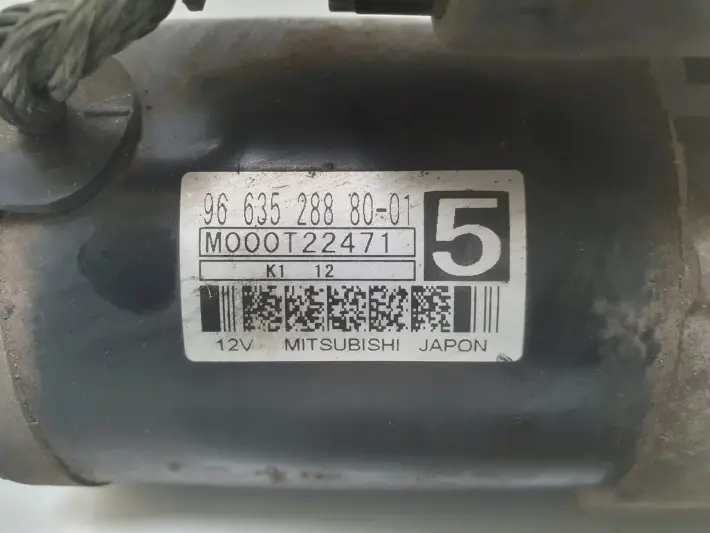 96 635 288 80-01
M000T22471
5
K1 12
12V MITSUBISHI JAPON